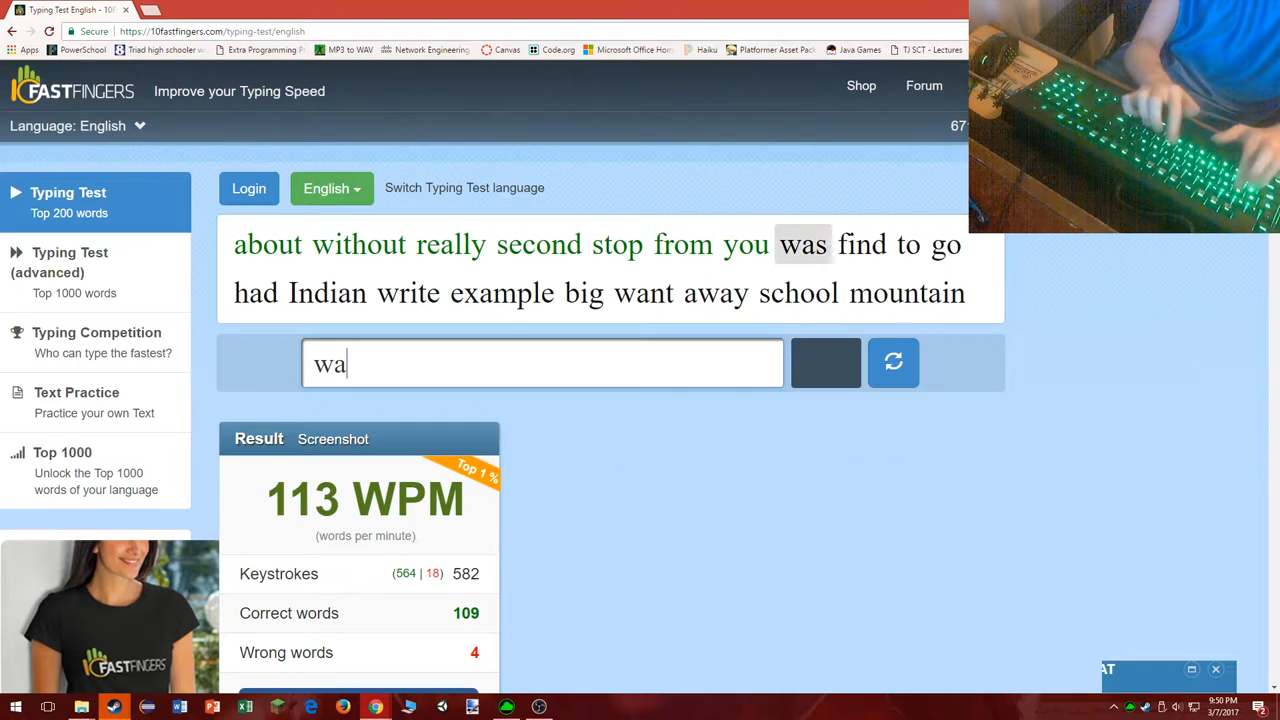 Typing Test English - 10F
Secure
https://10fastfingers.com/typing-test/english
Apps
PowerSchool
Triad high schooler w
Extra Programming P
MP3 to WAV
Network Engineering
Canvas
Code.org
Microsoft Office Hom
Haiku
Platformer Asset Pack
Java Games
TJ SCT - Lectures
10FASTFINGERS
Improve your Typing Speed
Shop
Forum
Language: English
67
Typing Test
Top 200 words
Typing Test
(advanced)
Top 1000 words
Typing Competition
Who can type the fastest?
Text Practice
Practice your own Text
Top 1000
Unlock the Top 1000
words of your language
Login
English
Switch Typing Test language
about without really second stop from you was find to go
had Indian write example big want away school mountain
wa
Result
Screenshot
Top 1 %
113 WPM
(words per minute)
Keystrokes
(564 | 18) 582
Correct words
109
Wrong words
4
10FASTFINGERS
AT
9:50 PM
3/7/2017
2